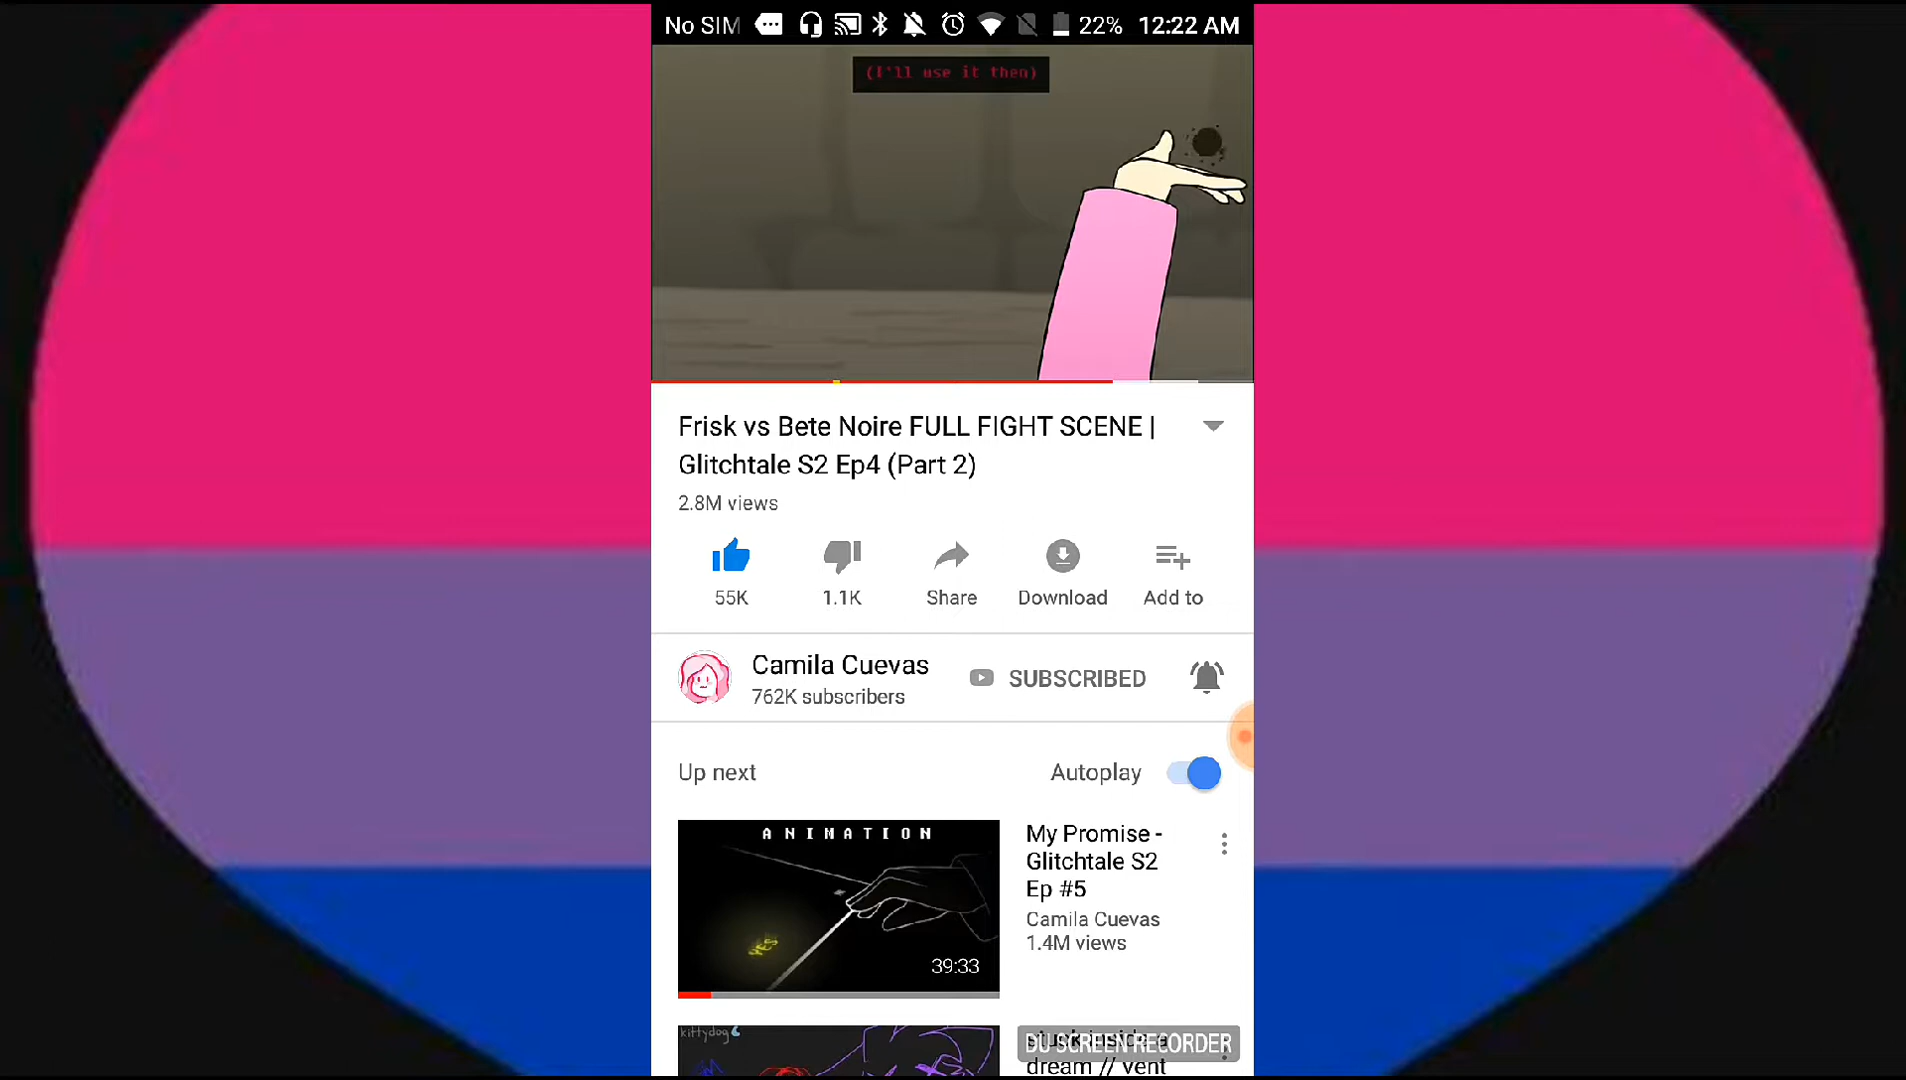 No SIM 22% 12:22 AM
(I'll use it then)
Frisk vs Bete Noire FULL FIGHT SCENE |
Glitchtale S2 Ep4 (Part 2)
2.8M views
55K 1.1K Share Download Add to
Camila Cuevas
762K subscribers
SUBSCRIBED
Up next Autoplay
ANIMATION
YES
39:33
My Promise -
Glitchtale S2
Ep #5
Camila Cuevas
1.4M views
kittydog
stuck inside a
DU SCREEN RECORDER
dream // vent